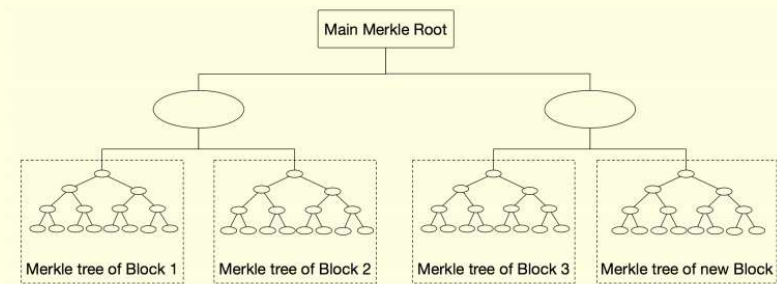 Main Merkle Root
Merkle tree of Block 1
Merkle tree of Block 2
Merkle tree of Block 3
Merkle tree of new Block